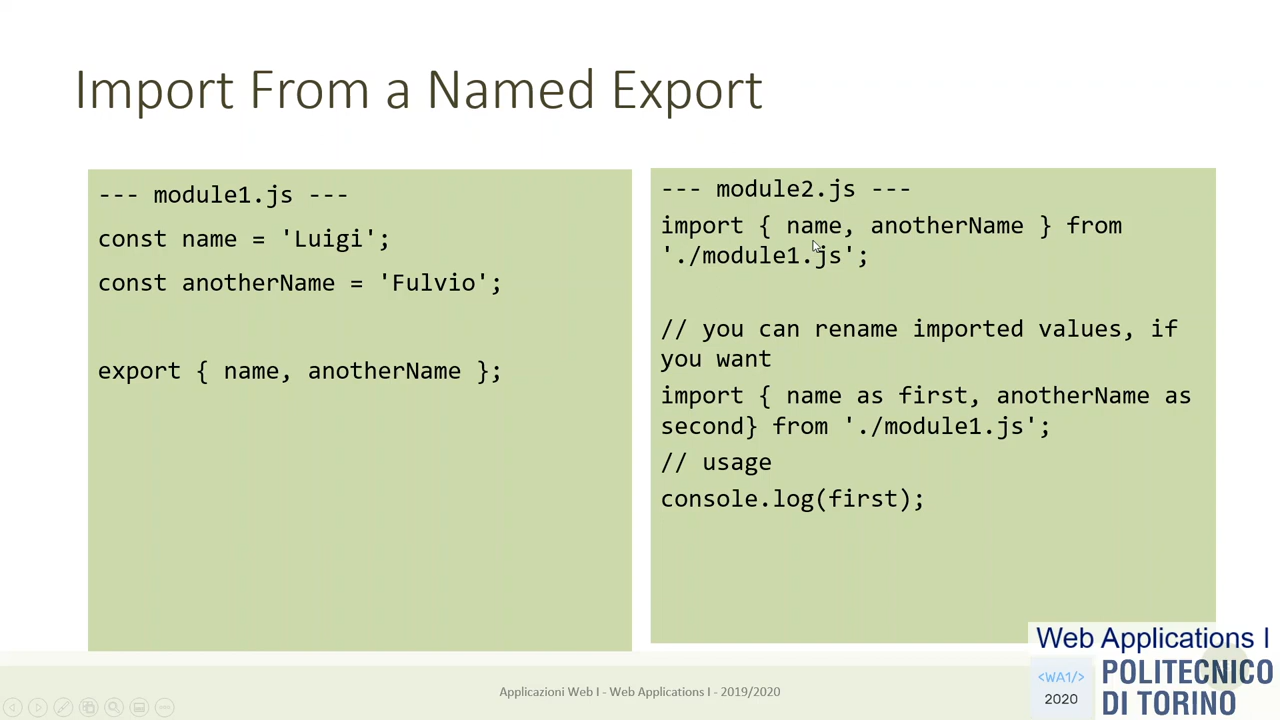 Import From a Named Export
--- module1.js ---
const name = 'Luigi';
const anotherName = 'Fulvio';
export { name, anotherName };
--- module2.js ---
import { name, anotherName } from
'./module1.js';
// you can rename imported values, if
you want
import { name as first, anotherName as
second} from './module1.js';
// usage
console.log(first);
Applicazioni Web I - Web Applications I - 2019/2020
Web Applications I
<WA1/>
2020
POLITECNICO
DI TORINO